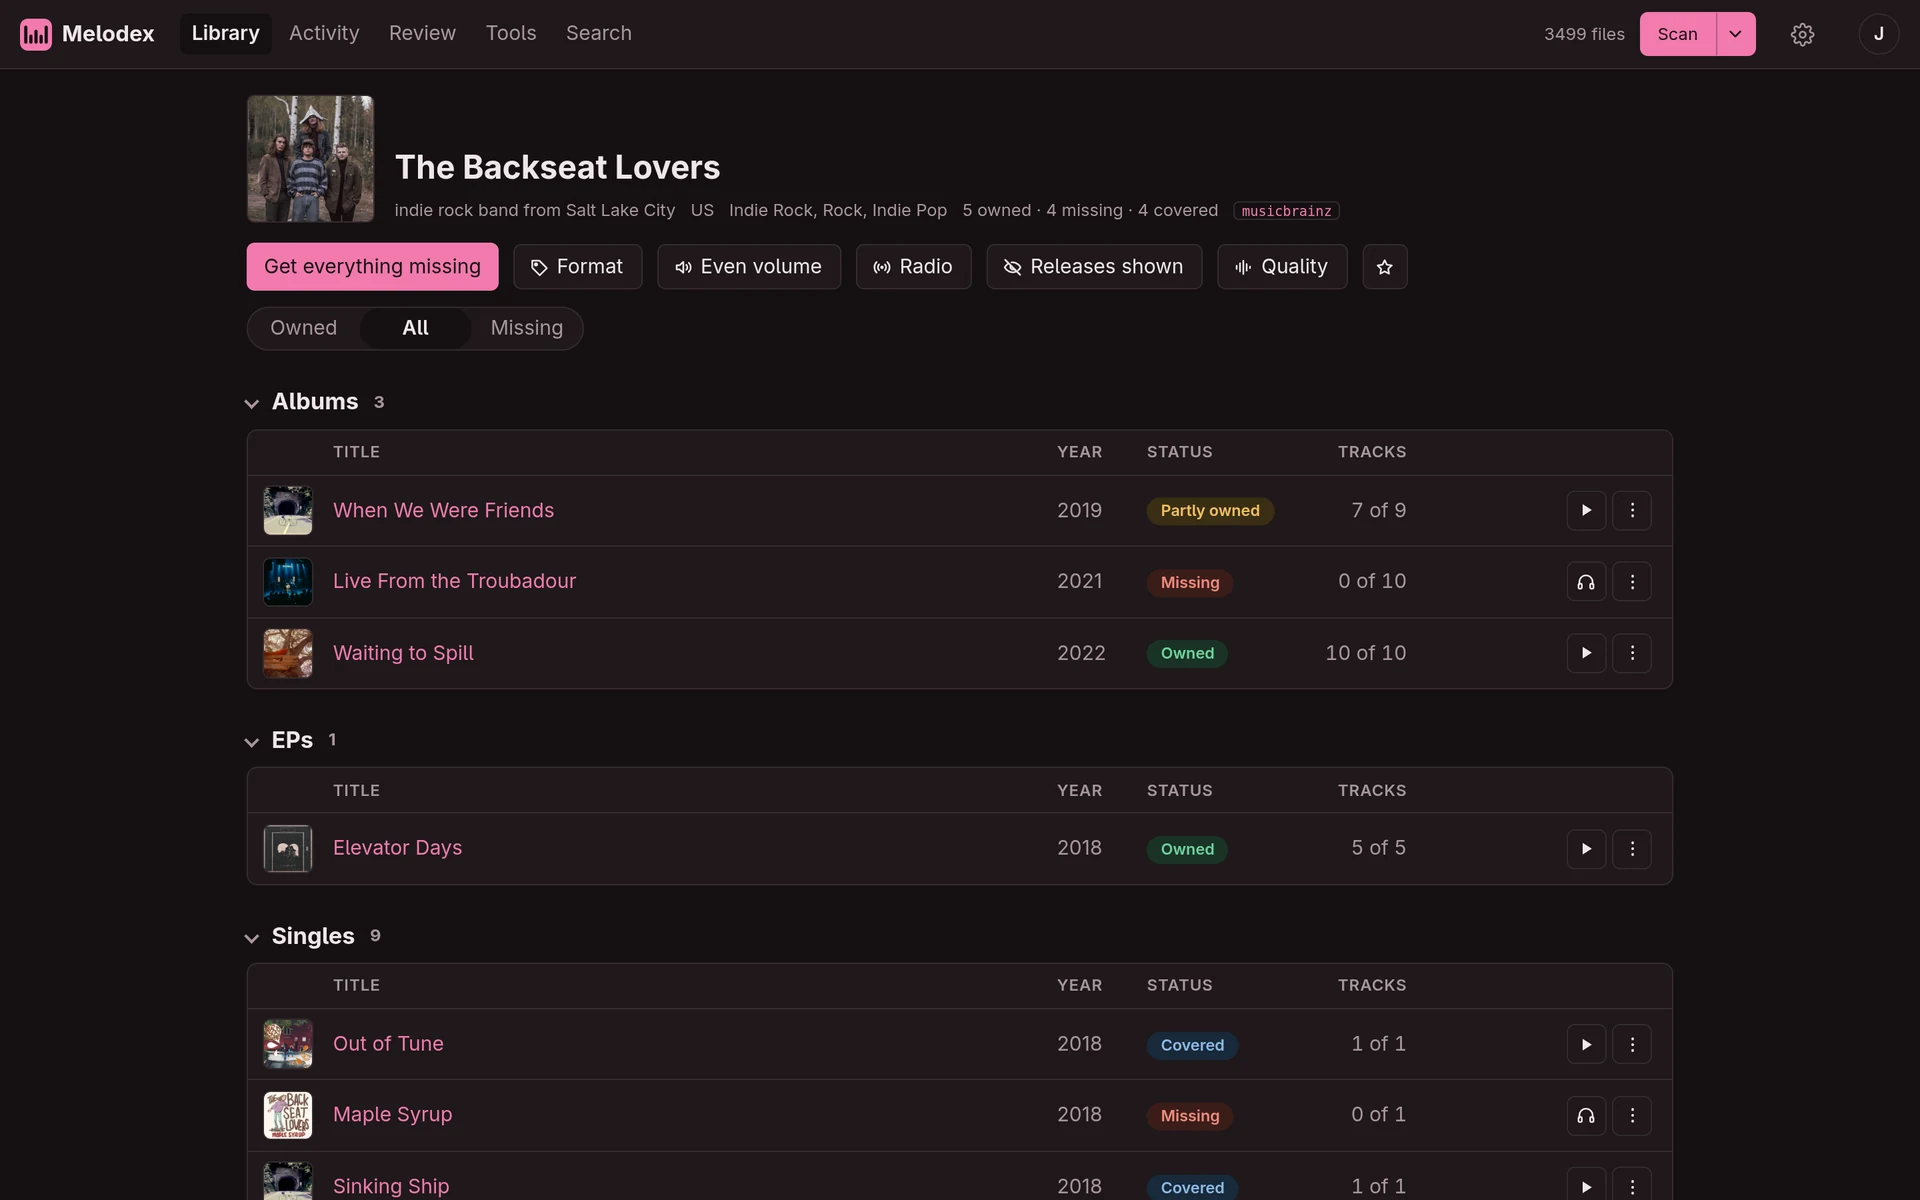 Melodex Library Activity Review Tools Search 3499 files Scan J
The Backseat Lovers
indie rock band from Salt Lake City US Indie Rock, Rock, Indie Pop 5 owned · 4 missing · 4 covered musicbrainz
Get everything missing Format Even volume Radio Releases shown Quality
Owned All Missing
Albums 3
TITLE YEAR STATUS TRACKS
When We Were Friends 2019 Partly owned 7 of 9
Live From the Troubadour 2021 Missing 0 of 10
Waiting to Spill 2022 Owned 10 of 10
EPs 1
TITLE YEAR STATUS TRACKS
Elevator Days 2018 Owned 5 of 5
Singles 9
TITLE YEAR STATUS TRACKS
Out of Tune 2018 Covered 1 of 1
THE BACK
SEAT
LOVERS
MAPLE SYRUP
Maple Syrup 2018 Missing 0 of 1
Sinking Ship 2018 Covered 1 of 1